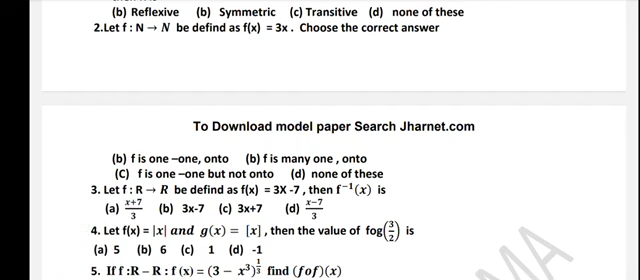 (b) Reflexive (b) Symmetric (c) Transitive (d) none of these
2.Let f : N → N be defind as f(x) = 3x . Choose the correct answer
To Download model paper Search Jharnet.com
(b) f is one –one, onto (b) f is many one , onto
(C) f is one –one but not onto (d) none of these
3. Let f : R → R be defind as f(x) = 3X -7 , then f⁻¹(x) is
(a) (x+7)/3 (b) 3x-7 (c) 3x+7 (d) (x−7)/3
4. Let f(x) = |x| and g(x) = [x] , then the value of fog(3/2) is
(a) 5 (b) 6 (c) 1 (d) -1
5. If f :R – R : f (x) = (3 − x³)^(1/3) find (fof)(x)